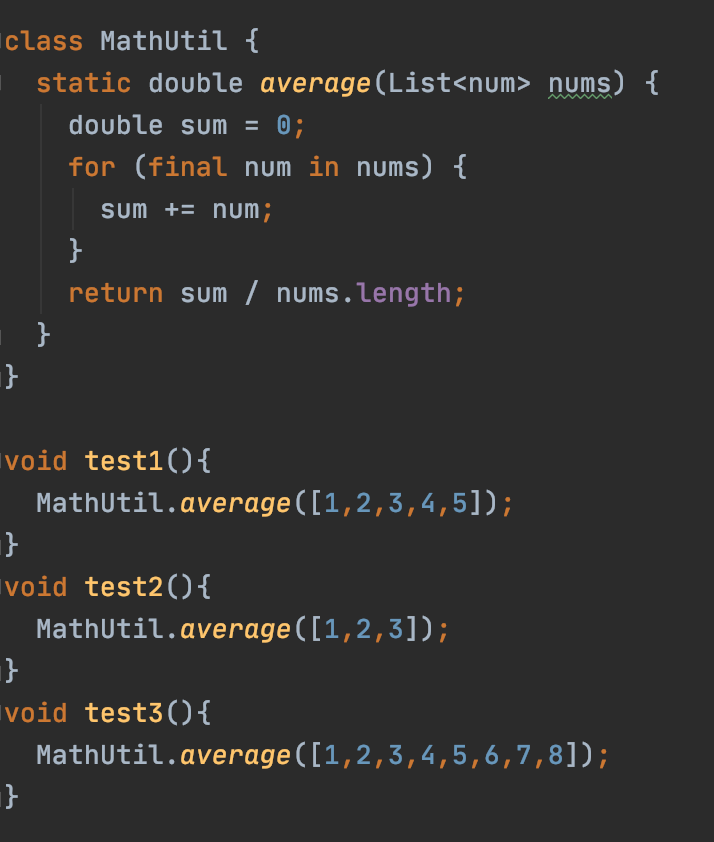 class MathUtil {
static double average(List<num> nums) {
double sum = 0;
for (final num in nums) {
sum += num;
}
return sum / nums.length;
}
}
void test1(){
MathUtil.average([1,2,3,4,5]);
}
void test2(){
MathUtil.average([1,2,3]);
}
void test3(){
MathUtil.average([1,2,3,4,5,6,7,8]);
}